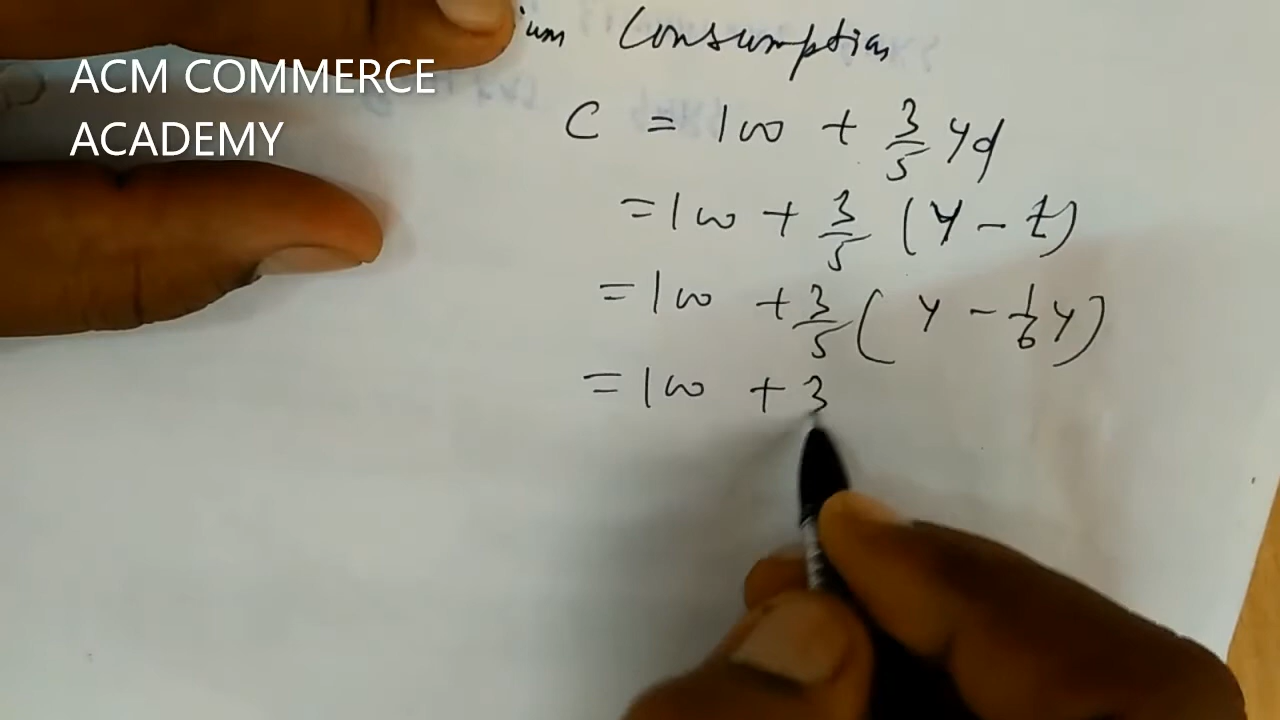 ium Consumption
ACM COMMERCE
ACADEMY
C = 100 + 3/5 Yd
= 100 + 3/5 (Y - t)
= 100 + 3/5 (Y - 1/6 Y)
= 100 + 3